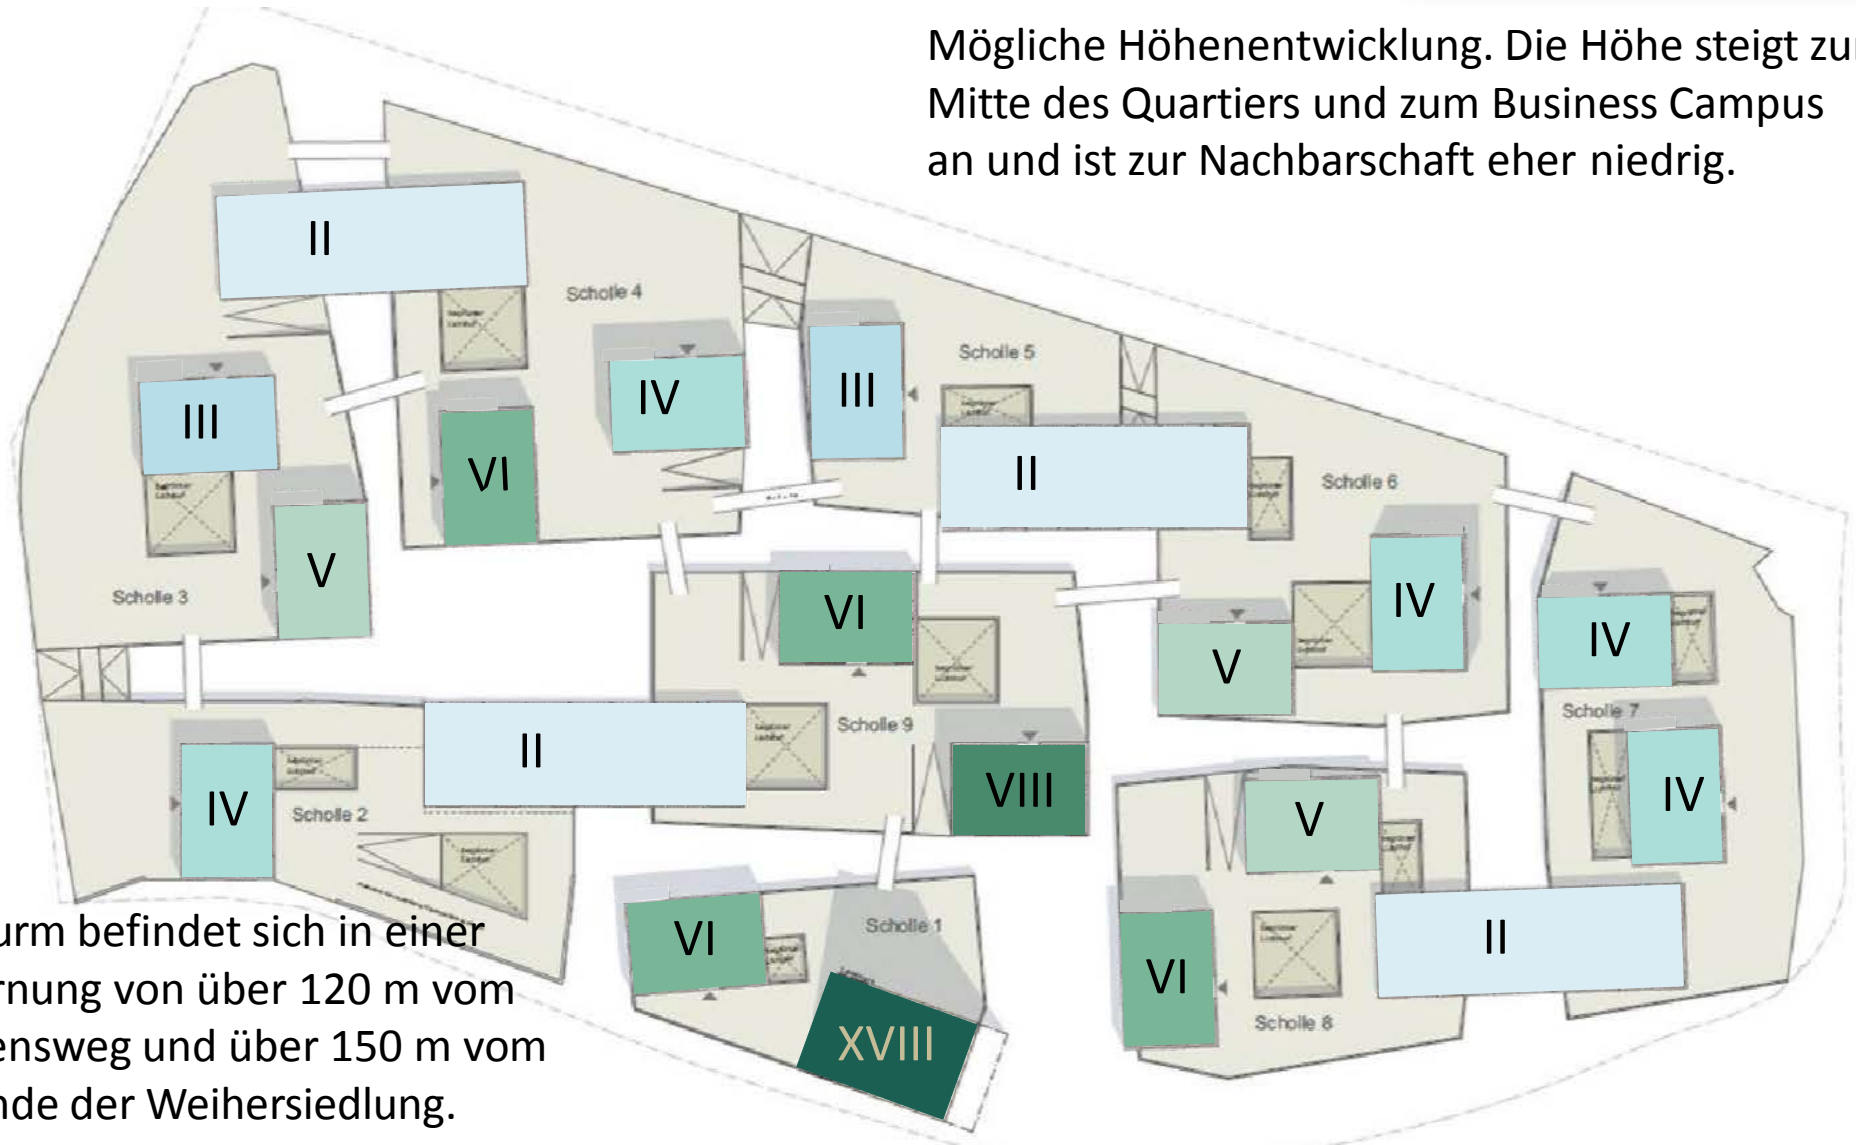 Mögliche Höhenentwicklung. Die Höhe steigt zur
Mitte des Quartiers und zum Business Campus
an und ist zur Nachbarschaft eher niedrig.
II
Scholle 4
III
IV
III
Scholle 5
VI
II
Scholle 6
V
Scholle 3
VI
IV
V
IV
Scholle 7
II
Scholle 9
IV
Scholle 2
VIII
IV
V
VI
Scholle 1
II
VI
Scholle 8
XVIII
urm befindet sich in einer
rnung von über 120 m vom
ensweg und über 150 m vom
nde der Weihersiedlung.